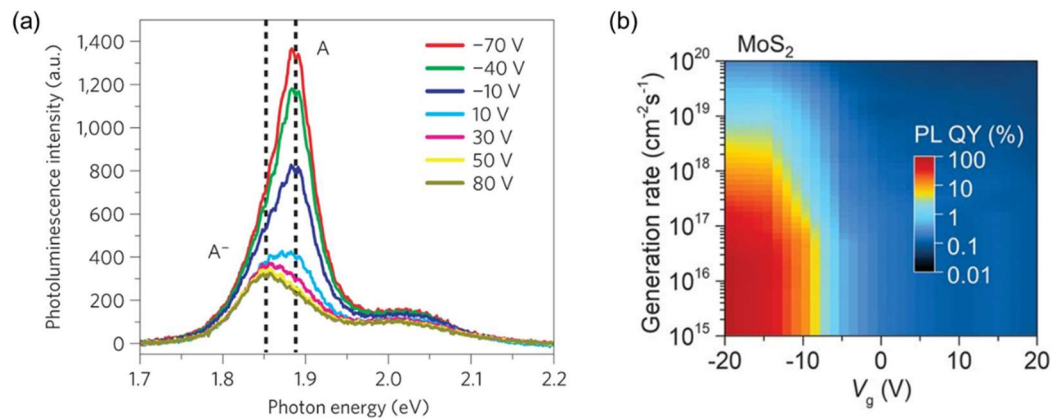 (a)
Photoluminescence intensity (a.u.)
1,400
1,200
1,000
800
600
400
200
0
A
A⁻
−70 V
−40 V
−10 V
10 V
30 V
50 V
80 V
1.7
1.8
1.9
2.0
2.1
2.2
Photon energy (eV)
(b)
MoS₂
Generation rate (cm⁻²s⁻¹)
10²⁰
10¹⁹
10¹⁸
10¹⁷
10¹⁶
10¹⁵
PL QY (%)
100
10
1
0.1
0.01
-20
-10
0
10
20
V_g (V)